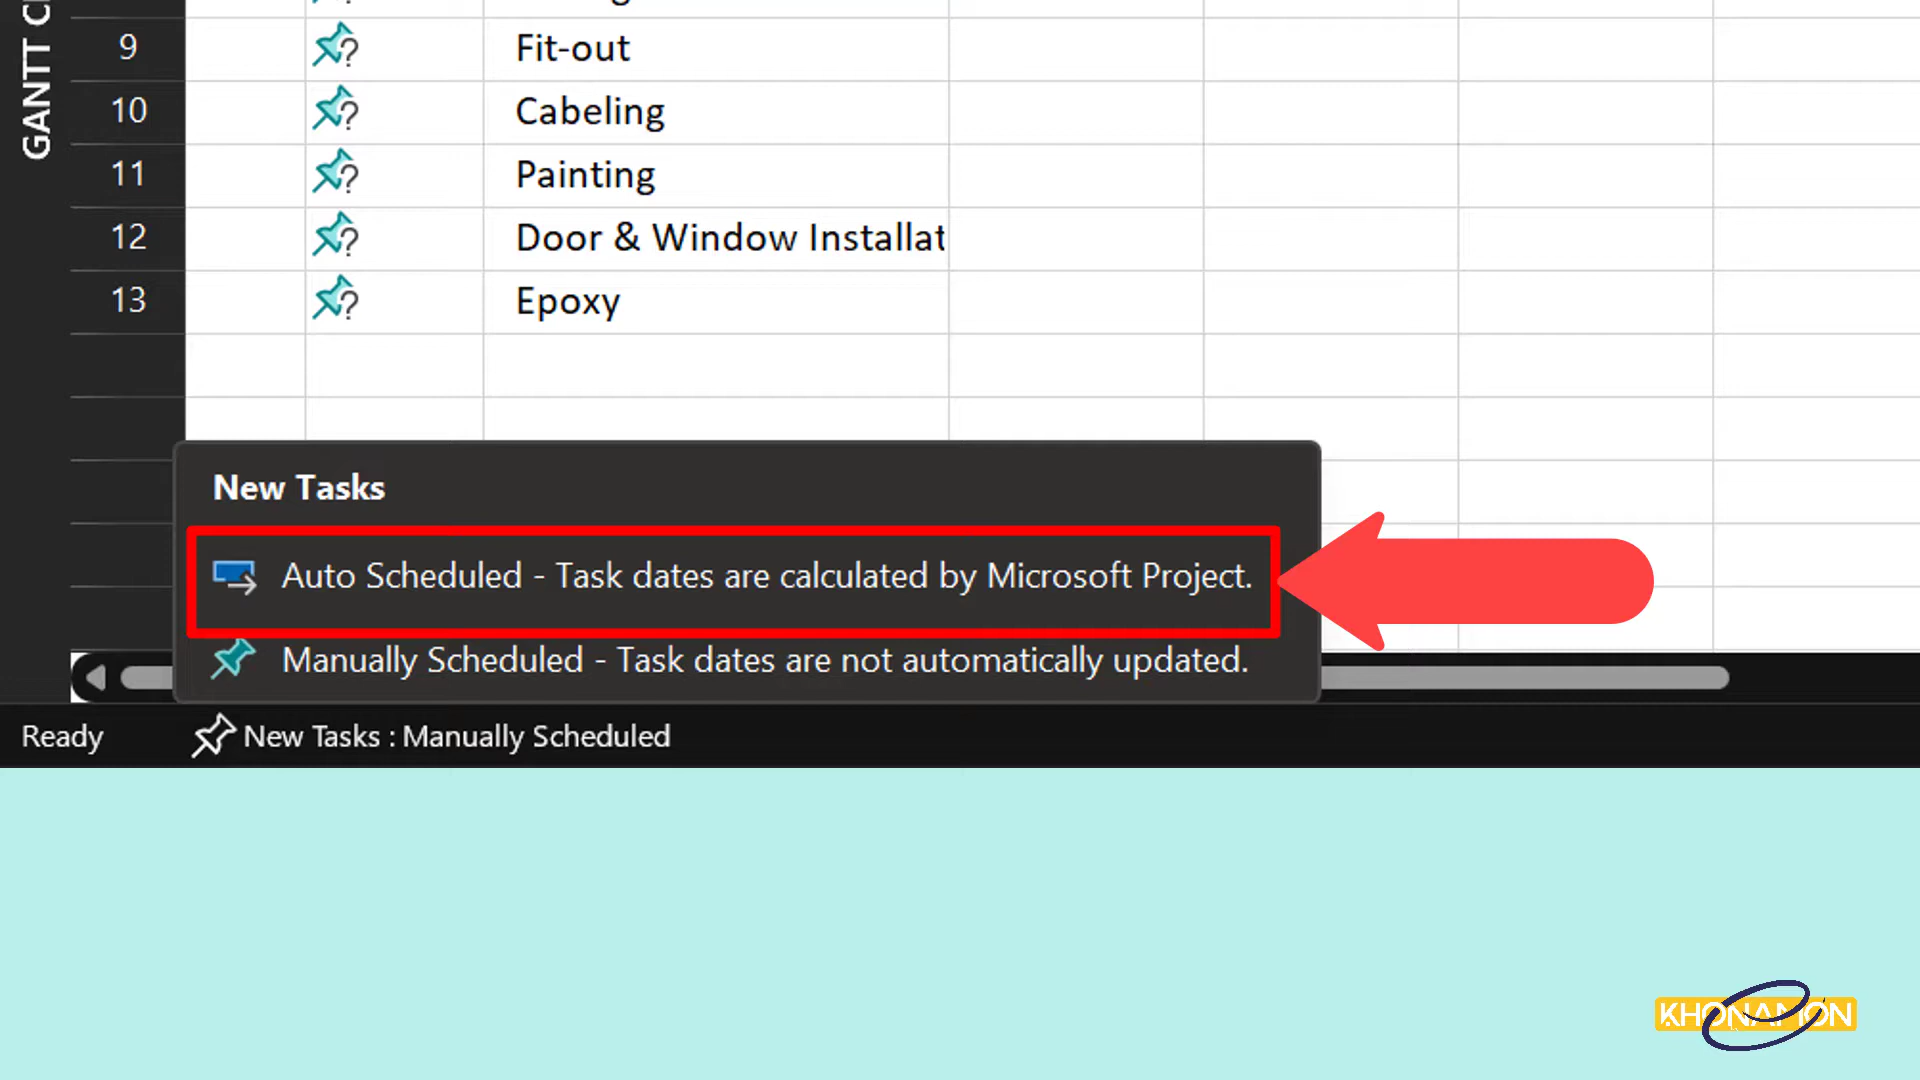 GANTT C
9 Fit-out
10 Cabeling
11 Painting
12 Door & Window Installat
13 Epoxy
New Tasks
Auto Scheduled - Task dates are calculated by Microsoft Project.
Manually Scheduled - Task dates are not automatically updated.
Ready New Tasks : Manually Scheduled
KHONAMON